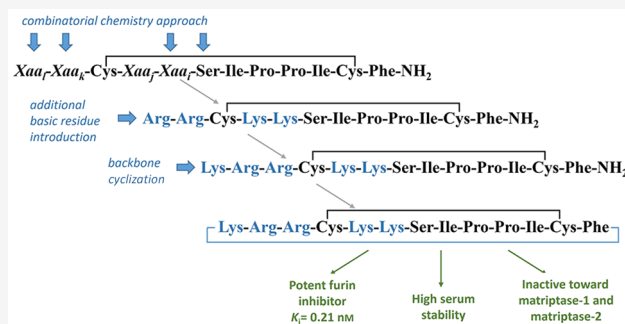 combinatorial chemistry approach
Xaaₗ-Xaaₖ-Cys-Xaaⱼ-Xaaᵢ-Ser-Ile-Pro-Pro-Ile-Cys-Phe-NH₂
additional
basic residue
introduction
Arg-Arg-Cys-Lys-Lys-Ser-Ile-Pro-Pro-Ile-Cys-Phe-NH₂
backbone
cyclization
Lys-Arg-Arg-Cys-Lys-Lys-Ser-Ile-Pro-Pro-Ile-Cys-Phe-NH₂
Lys-Arg-Arg-Cys-Lys-Lys-Ser-Ile-Pro-Pro-Ile-Cys-Phe
Potent furin
inhibitor
Kᵢ= 0.21 nM
High serum
stability
Inactive toward
matriptase-1 and
matriptase-2